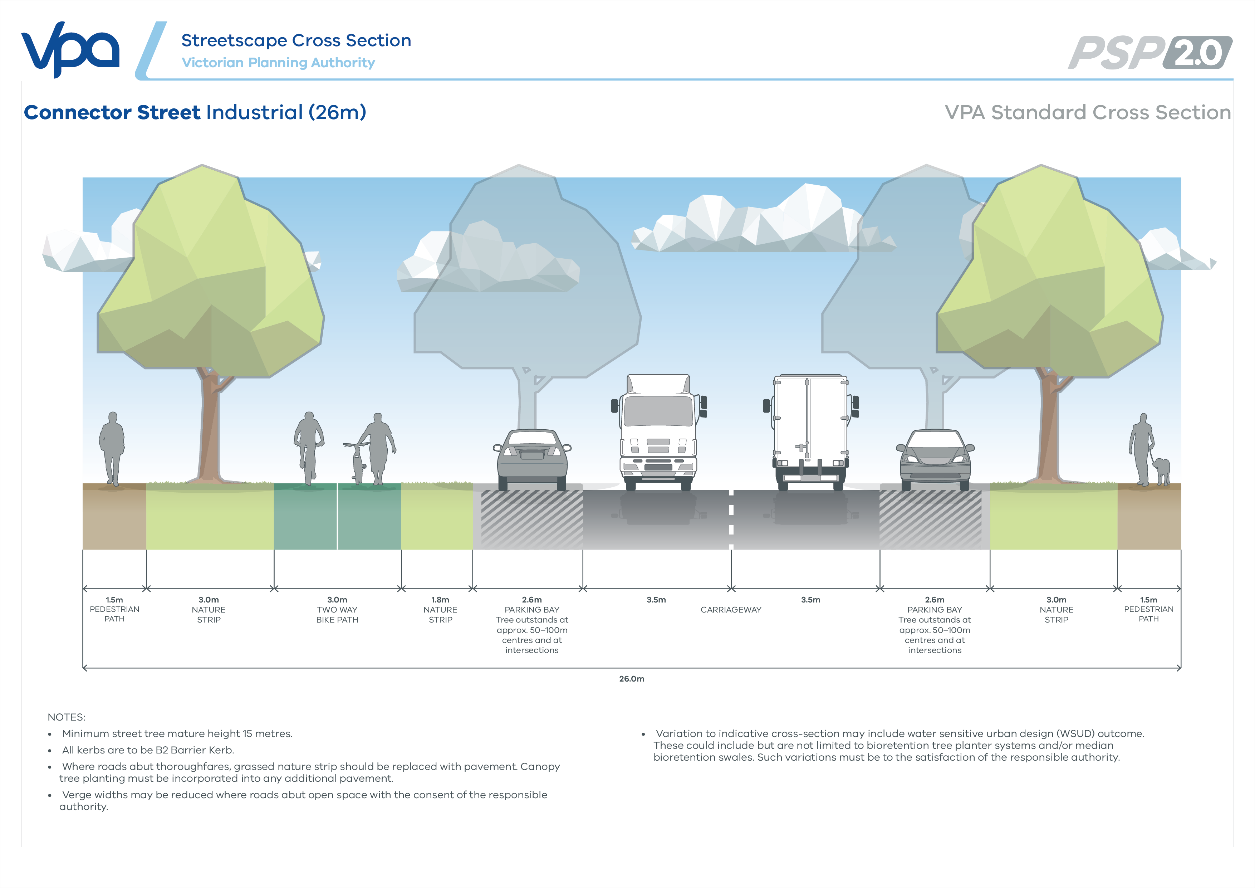 vpa
Streetscape Cross Section
Victorian Planning Authority
PSP 2.0
Connector Street Industrial (26m)
VPA Standard Cross Section
1.5m
PEDESTRIAN
PATH
3.0m
NATURE
STRIP
3.0m
TWO WAY
BIKE PATH
1.8m
NATURE
STRIP
2.6m
PARKING BAY
Tree outstands at
approx. 50–100m
centres and at
intersections
3.5m
CARRIAGEWAY
3.5m
2.6m
PARKING BAY
Tree outstands at
approx. 50–100m
centres and at
intersections
3.0m
NATURE
STRIP
1.5m
PEDESTRIAN
PATH
26.0m
NOTES:
• Minimum street tree mature height 15 metres.
• All kerbs are to be B2 Barrier Kerb.
• Where roads abut thoroughfares, grassed nature strip should be replaced with pavement. Canopy
tree planting must be incorporated into any additional pavement.
• Verge widths may be reduced where roads abut open space with the consent of the responsible
authority.
• Variation to indicative cross-section may include water sensitive urban design (WSUD) outcome.
These could include but are not limited to bioretention tree planter systems and/or median
bioretention swales. Such variations must be to the satisfaction of the responsible authority.